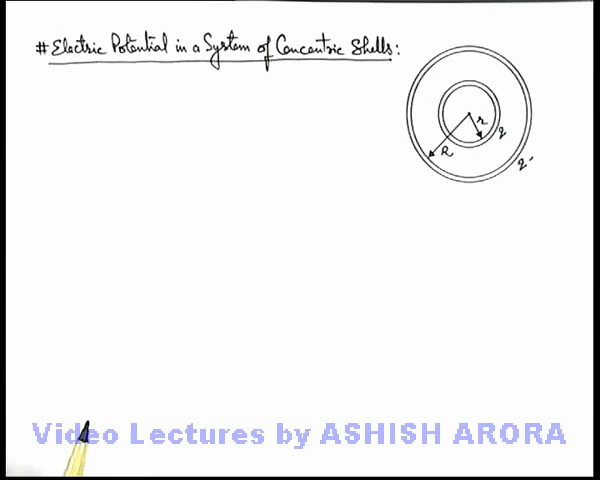 # Electric Potential in a System of Concentric Shells:
r
q
R
Video Lectures by ASHISH ARORA